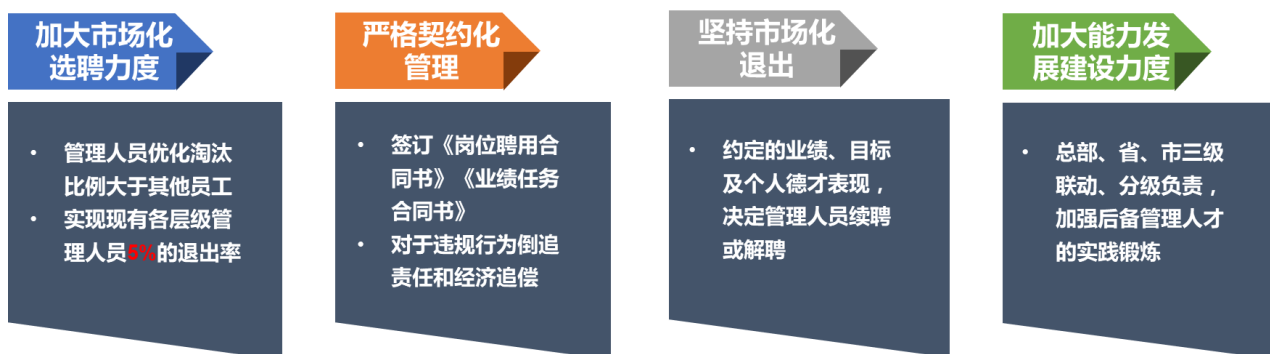 加大市场化
选聘力度
• 管理人员优化淘汰
比例大于其他员工
• 实现现有各层级管
理人员5%的退出率
严格契约化
管理
• 签订《岗位聘用合
同书》《业绩任务
合同书》
• 对于违规行为倒追
责任和经济追偿
坚持市场化
退出
• 约定的业绩、目标
及个人德才表现，
决定管理人员续聘
或解聘
加大能力发
展建设力度
• 总部、省、市三级
联动、分级负责，
加强后备管理人才
的实践锻炼